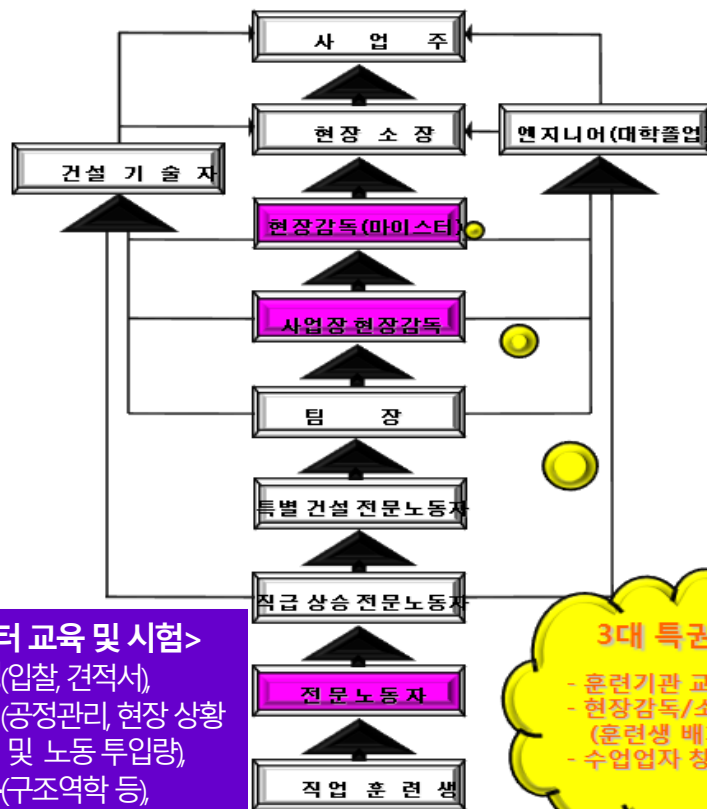 사 업 주
현 장 소 장
엔지니어(대학졸업
건설 기 술 자
현장감독(마이스터)
사업장 현장감독
팀 장
특별 건설 전문노동자
직급 상승 전문노동자
터 교육 및 시험>
(입찰, 견적서),
(공정관리, 현장 상황
및 노동 투입량),
(구조역학 등),
3대 특권
- 훈련기관 교
- 현장감독/소
(훈련생 배
- 수업업자 창
전 문 노 동 자
직 업 훈 련 생